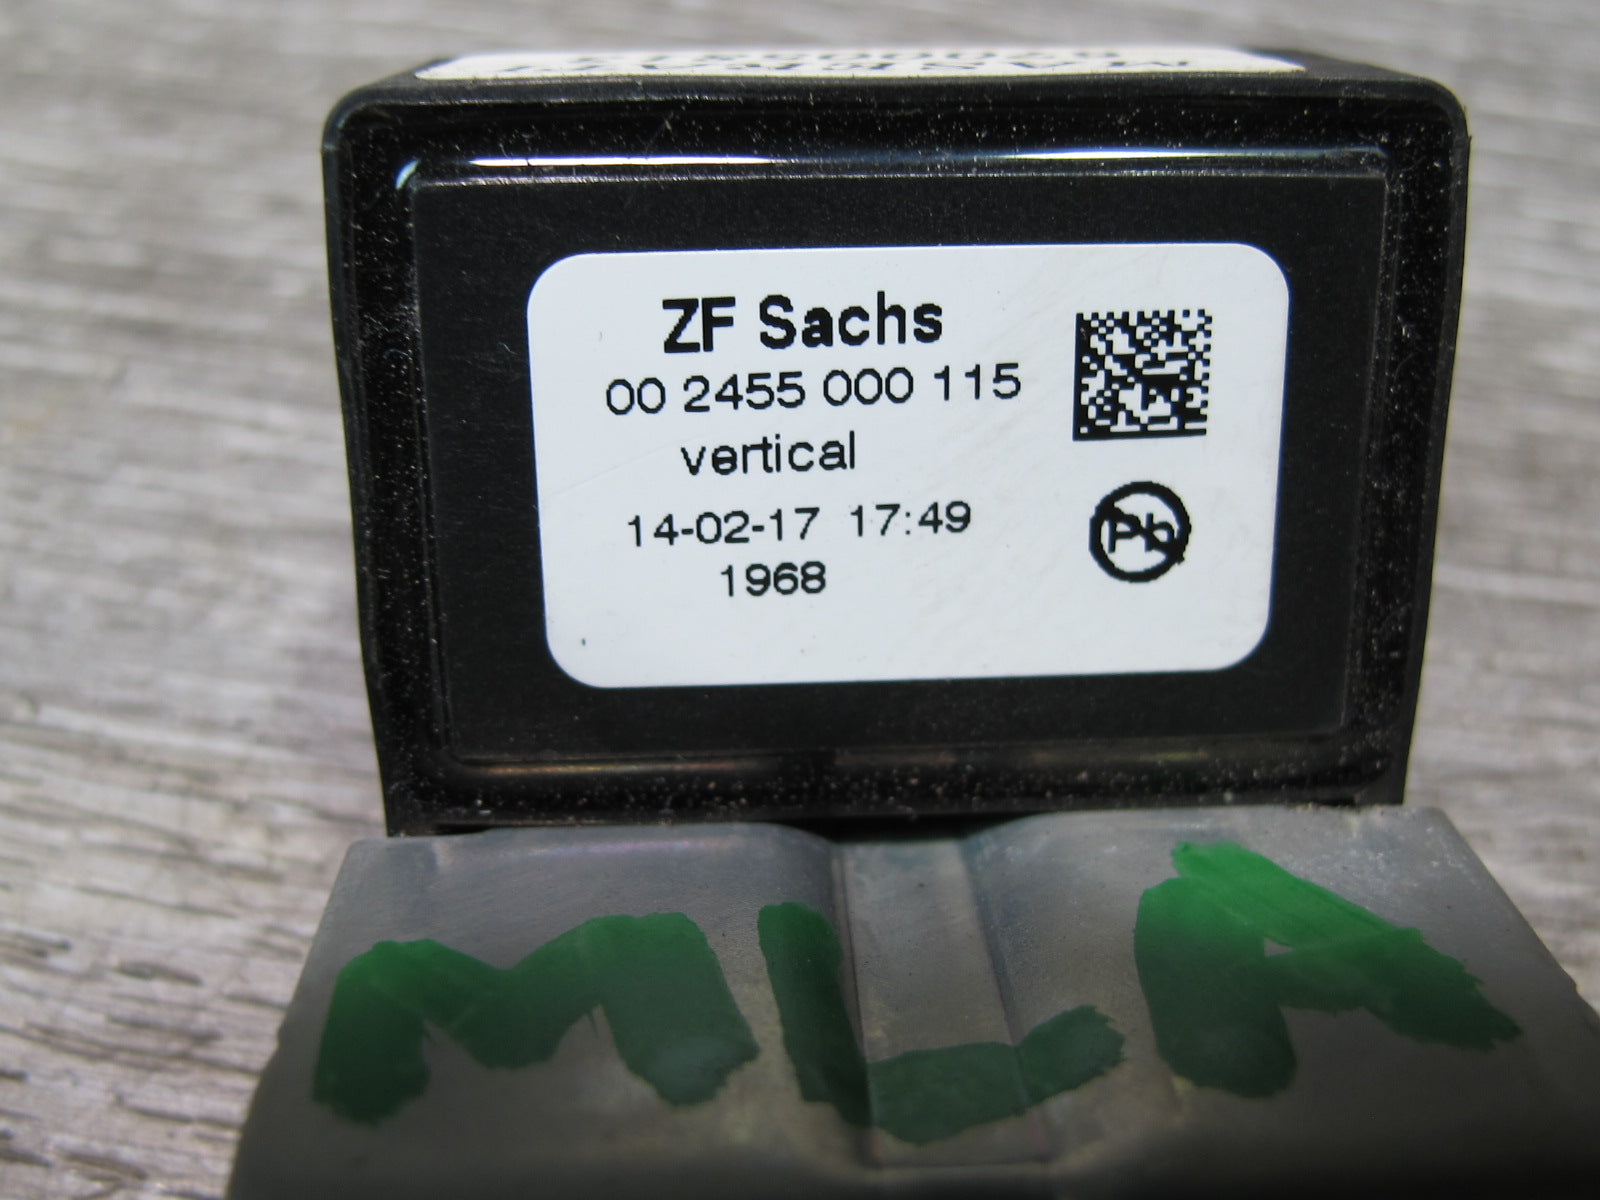 ZF Sachs
00 2455 000 115
vertical
14-02-17 17:49
1968
Pb
MLA